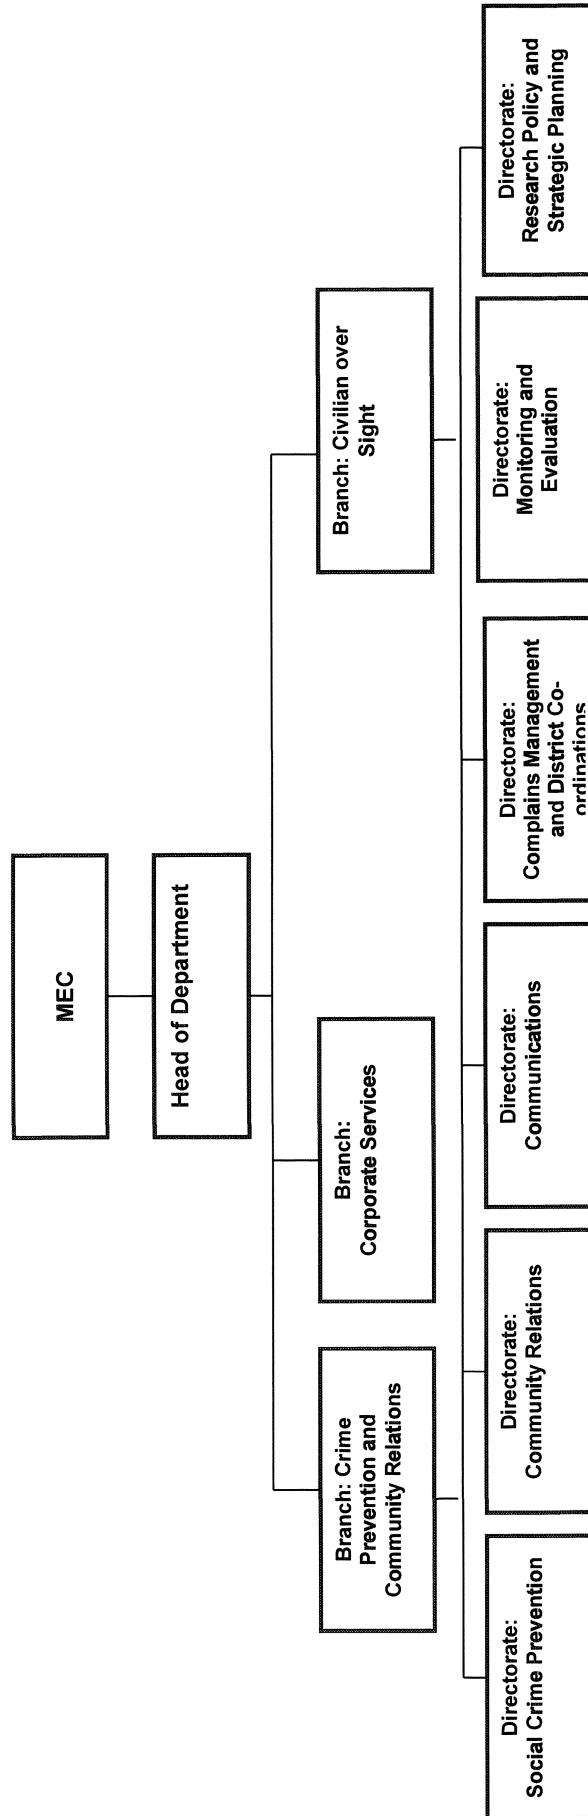 MEC
Head of Department
Branch: Crime
Prevention and
Community Relations
Branch:
Corporate Services
Branch: Civilian over
Sight
Directorate:
Social Crime Prevention
Directorate:
Community Relations
Directorate:
Communications
Directorate:
Complains Management
and District Co-
ordinations
Directorate:
Monitoring and
Evaluation
Directorate:
Research Policy and
Strategic Planning